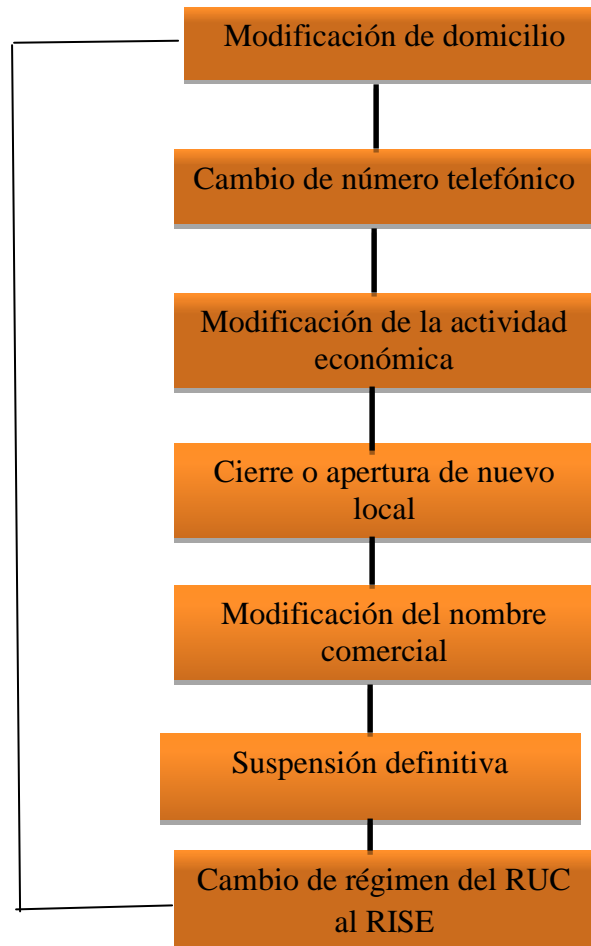 Modificación de domicilio
Cambio de número telefónico
Modificación de la actividad
económica
Cierre o apertura de nuevo
local
Modificación del nombre
comercial
Suspensión definitiva
Cambio de régimen del RUC
al RISE